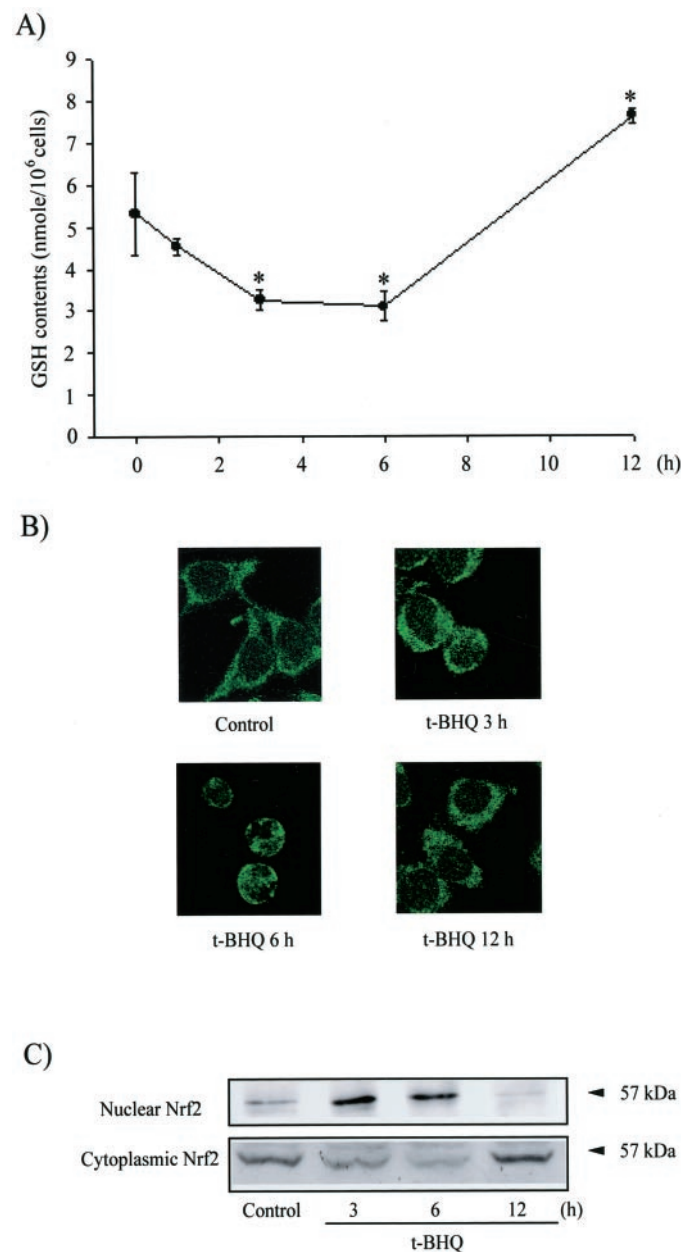 A)
GSH contents (nmole/10⁶ cells)
9
8
7
6
5
4
3
2
1
0
* * *
0 2 4 6 8 10 12 (h)
B)
Control
t-BHQ 3 h
t-BHQ 6 h
t-BHQ 12 h
C)
Nuclear Nrf2 ◄ 57 kDa
Cytoplasmic Nrf2 ◄ 57 kDa
Control 3 6 12 (h)
t-BHQ